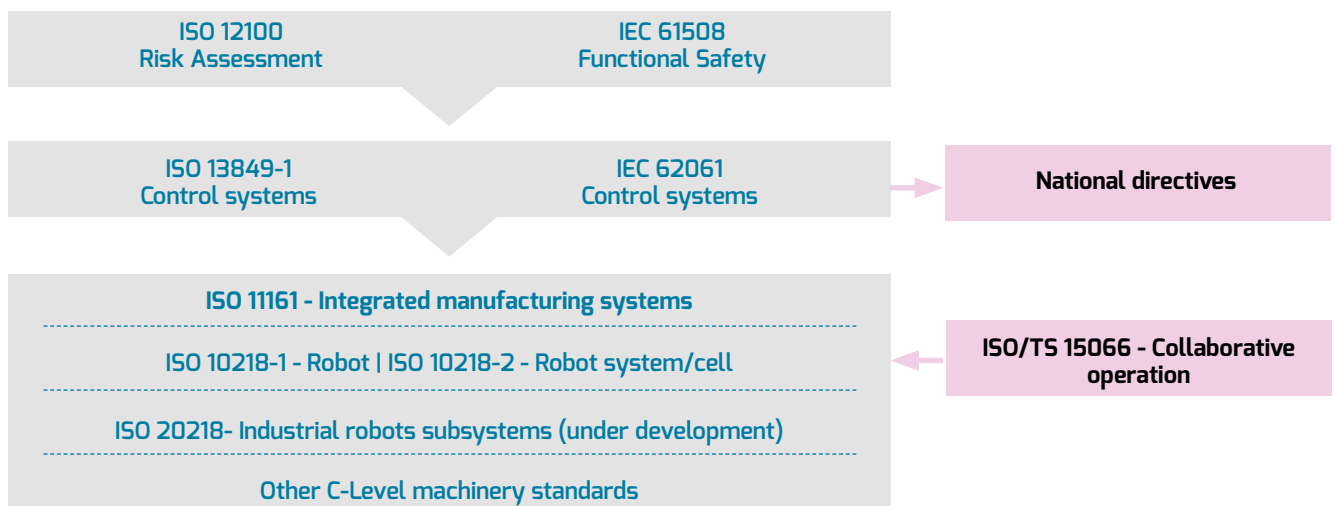 ISO 12100
Risk Assessment
IEC 61508
Functional Safety
ISO 13849-1
Control systems
IEC 62061
Control systems
National directives
ISO 11161 - Integrated manufacturing systems
ISO 10218-1 - Robot | ISO 10218-2 - Robot system/cell
ISO/TS 15066 - Collaborative
operation
ISO 20218- Industrial robots subsystems (under development)
Other C-Level machinery standards